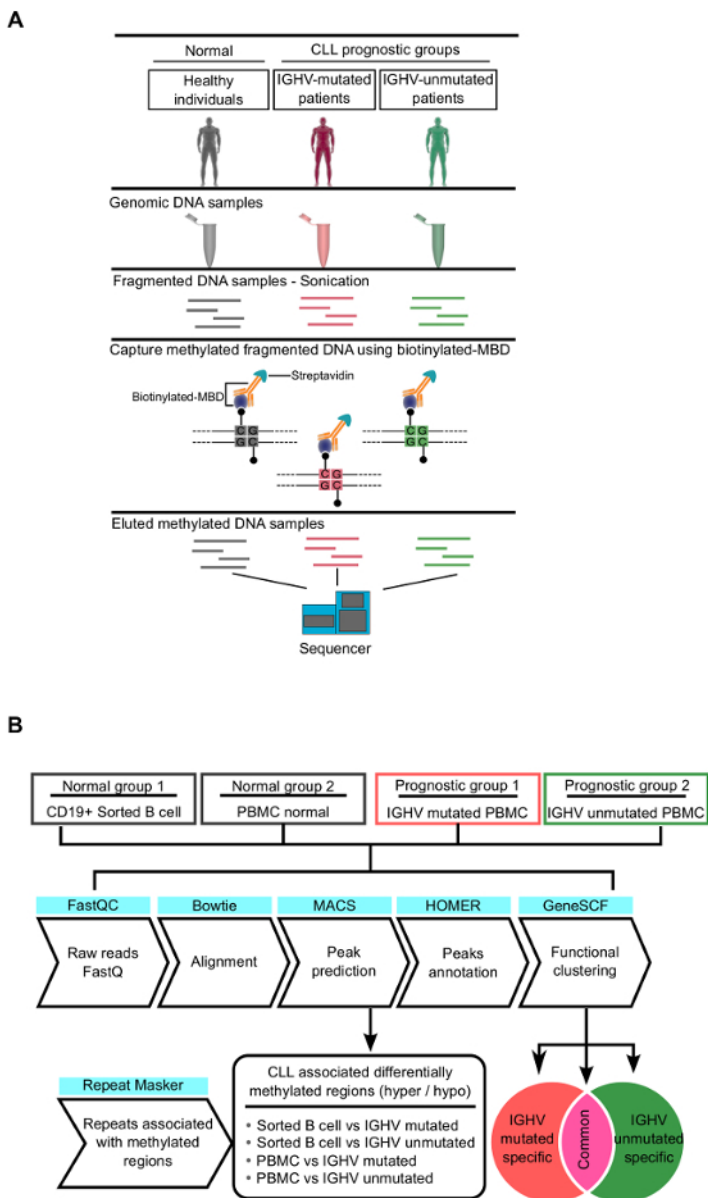 A
Normal
CLL prognostic groups
Healthy
individuals
IGHV-mutated
patients
IGHV-unmutated
patients
Genomic DNA samples
Fragmented DNA samples - Sonication
Capture methylated fragmented DNA using biotinylated-MBD
Streptavidin
Biotinylated-MBD
C G
G C
C G
G C
C G
G C
Eluted methylated DNA samples
Sequencer
B
Normal group 1
CD19+ Sorted B cell
Normal group 2
PBMC normal
Prognostic group 1
IGHV mutated PBMC
Prognostic group 2
IGHV unmutated PBMC
FastQC
Bowtie
MACS
HOMER
GeneSCF
Raw reads
FastQ
Alignment
Peak
prediction
Peaks
annotation
Functional
clustering
Repeat Masker
Repeats associated
with methylated
regions
CLL associated differentially
methylated regions (hyper / hypo)
• Sorted B cell vs IGHV mutated
• Sorted B cell vs IGHV unmutated
• PBMC vs IGHV mutated
• PBMC vs IGHV unmutated
IGHV
mutated
specific
Common
IGHV
unmutated
specific